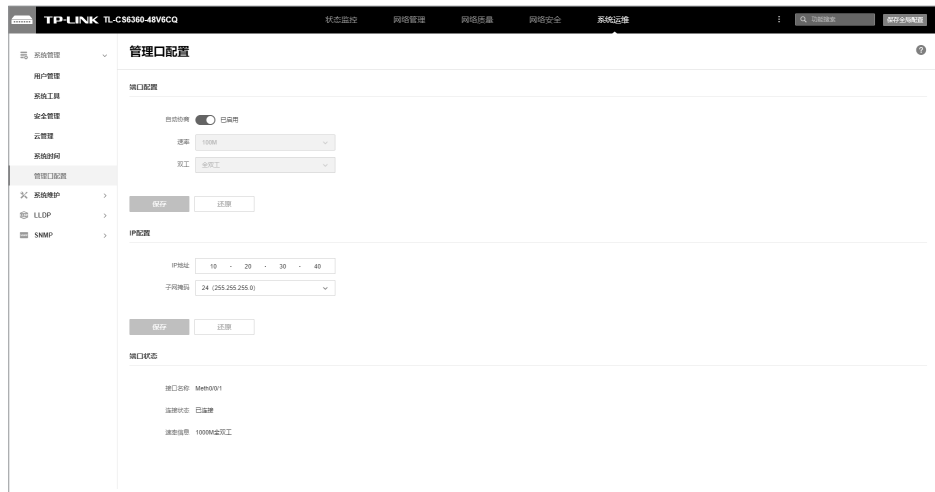 TP-LINK TL-CS6360-48V6CQ 状态监控 网络管理 网络质量 网络安全 系统运维 功能搜索 保存全局配置
系统管理
用户管理
系统工具
安全管理
云管理
系统时间
管理口配置
系统维护
LLDP
SNMP
管理口配置
端口配置
自动协商 已启用
速率 100M
双工 全双工
保存 还原
IP配置
IP地址 10 - 20 - 30 - 40
子网掩码 24 (255.255.255.0)
保存 还原
端口状态
接口名称 Meth0/0/1
连接状态 已连接
速率信息 1000M全双工